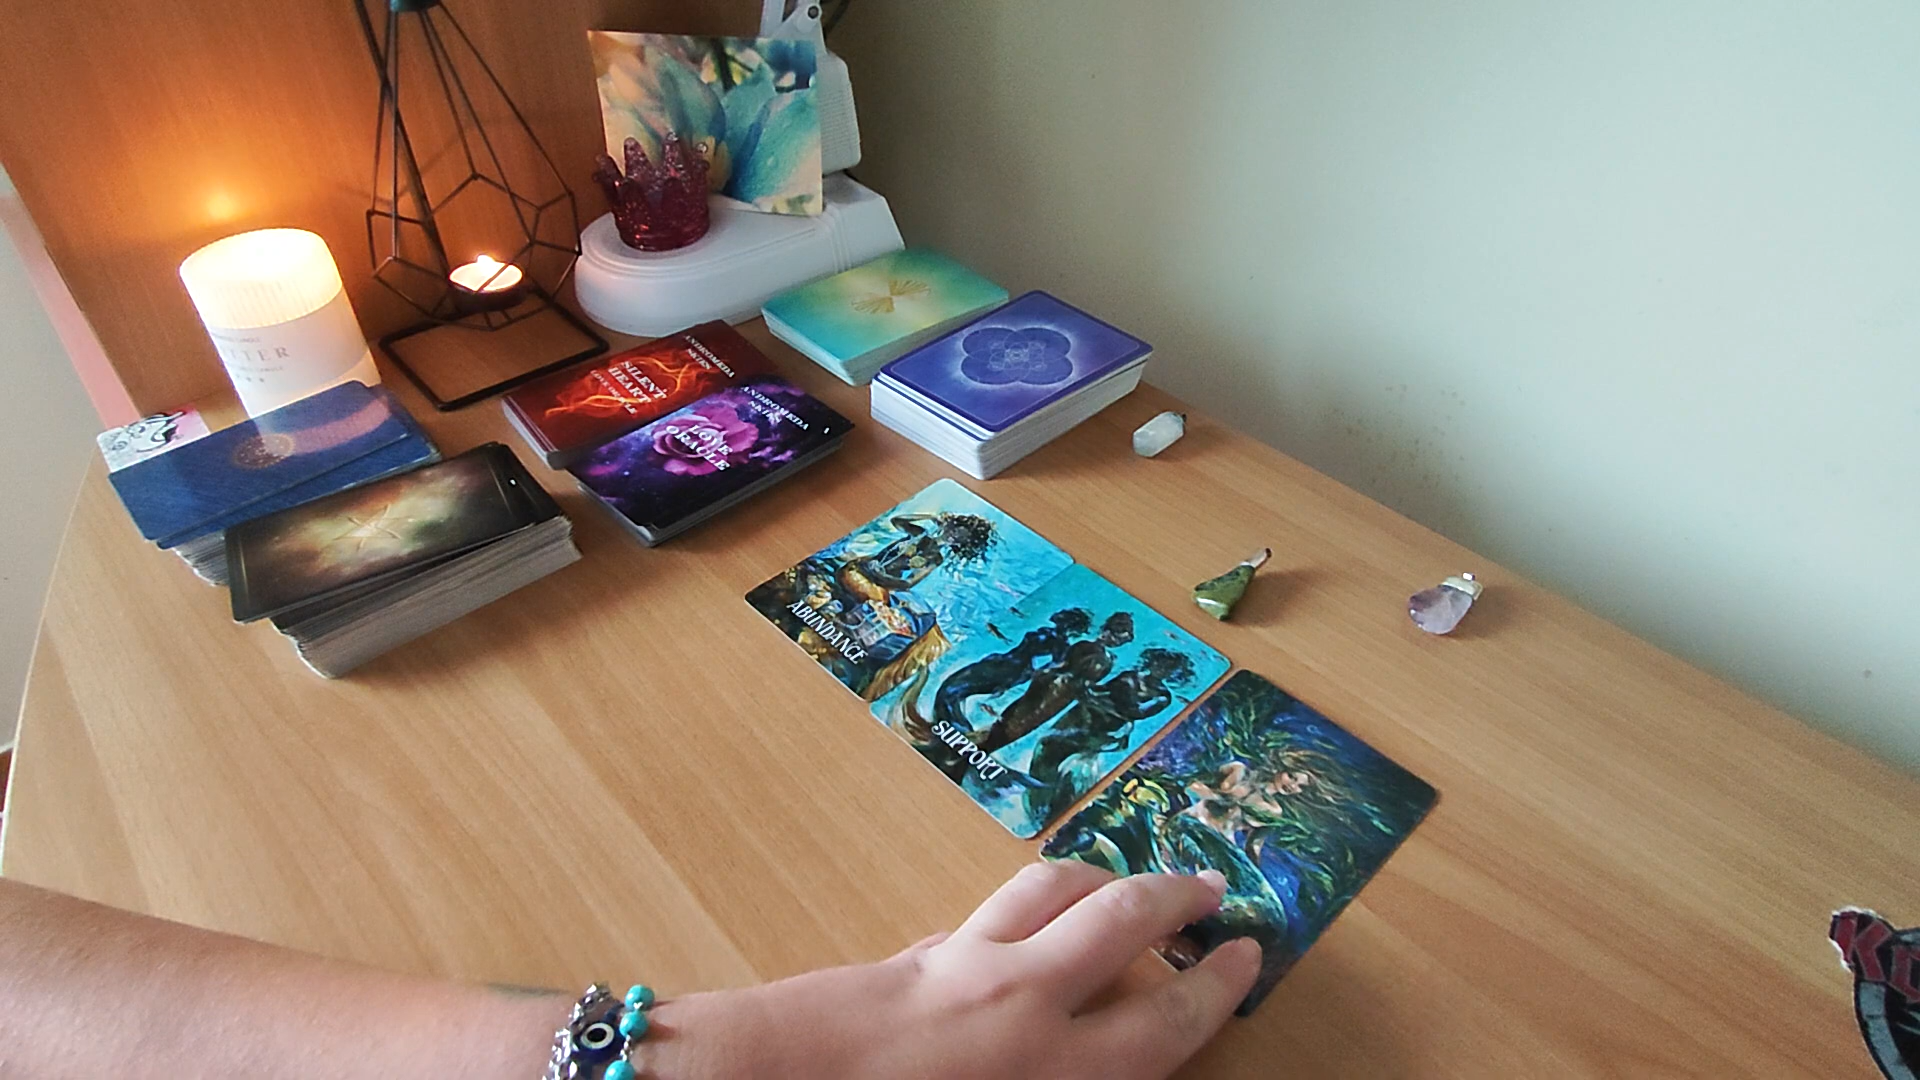 ANDROMEDA
SKIES
SILENT
HEART
LOVE ORACLE
ANDROMEDA
SKIES
LOVE
ORACLE
ABUNDANCE
SUPPORT